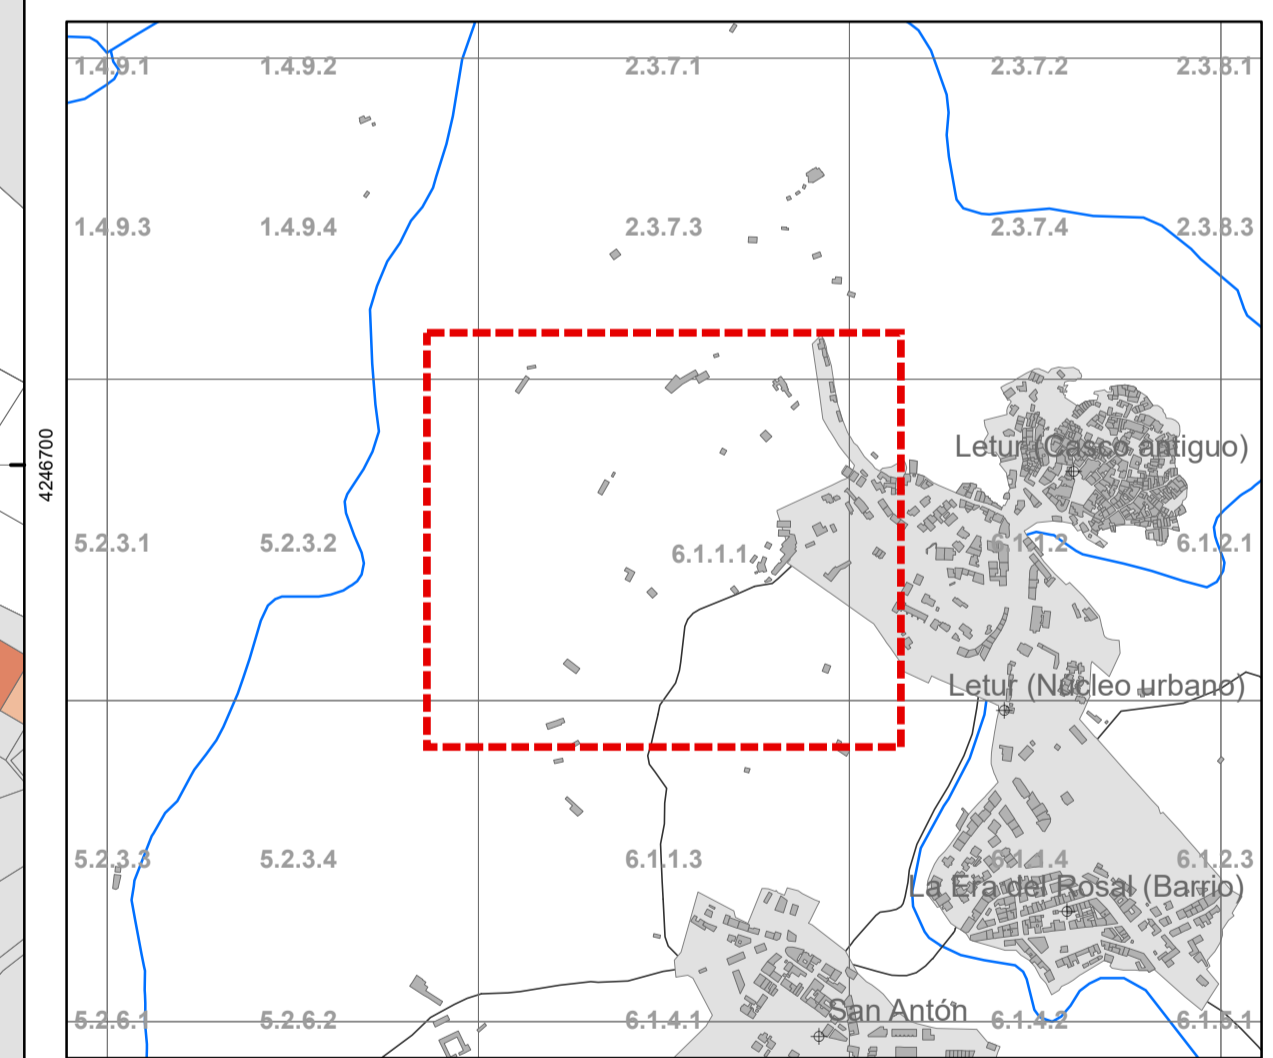 1.4.9.1 1.4.9.2 2.3.7.1 2.3.7.2 2.3.8.1
1.4.9.3 1.4.9.4 2.3.7.3 2.3.7.4 2.3.8.3
Letur (Casco antiguo)
4246700
5.2.3.1 5.2.3.2 6.1.1.1 6.1.1.2 6.1.2.1
Letur (Núcleo urbano)
5.2.3.3 5.2.3.4 6.1.1.3 6.1.1.4 6.1.2.3
La Era del Rosal (Barrio)
San Antón
5.2.6.1 5.2.6.2 6.1.4.1 6.1.4.2 6.1.5.1